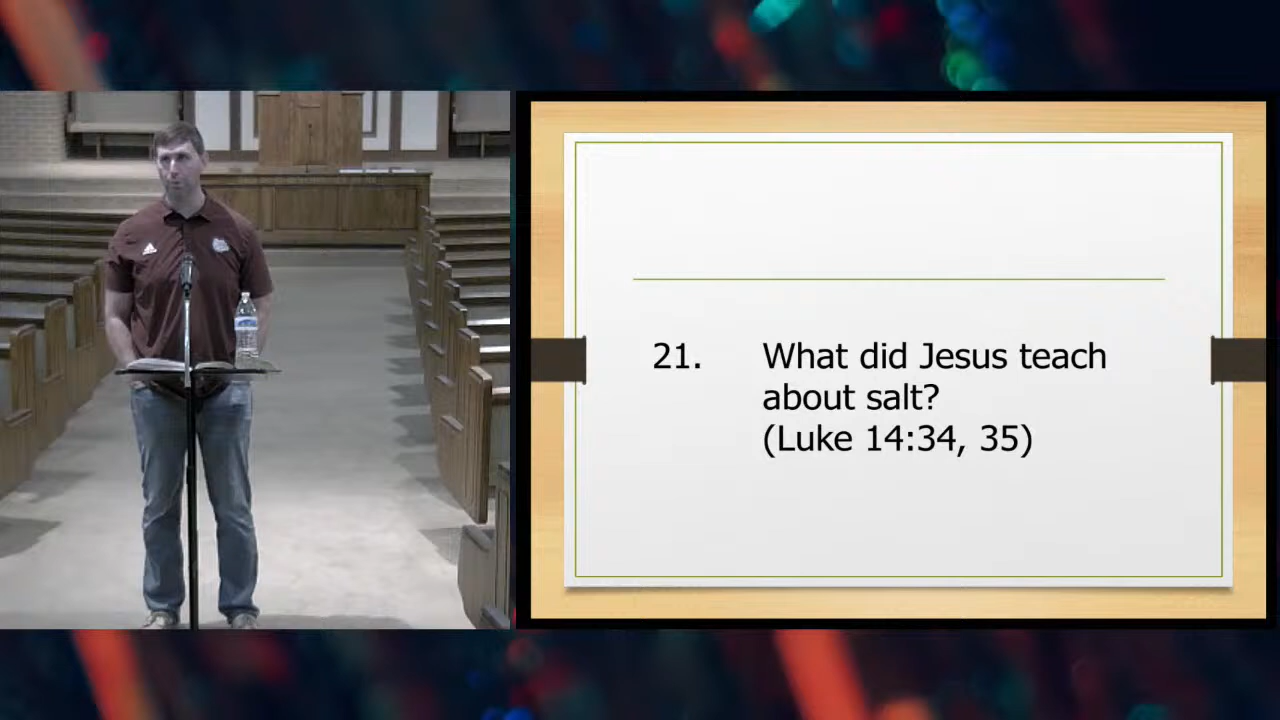 21. What did Jesus teach
about salt?
(Luke 14:34, 35)